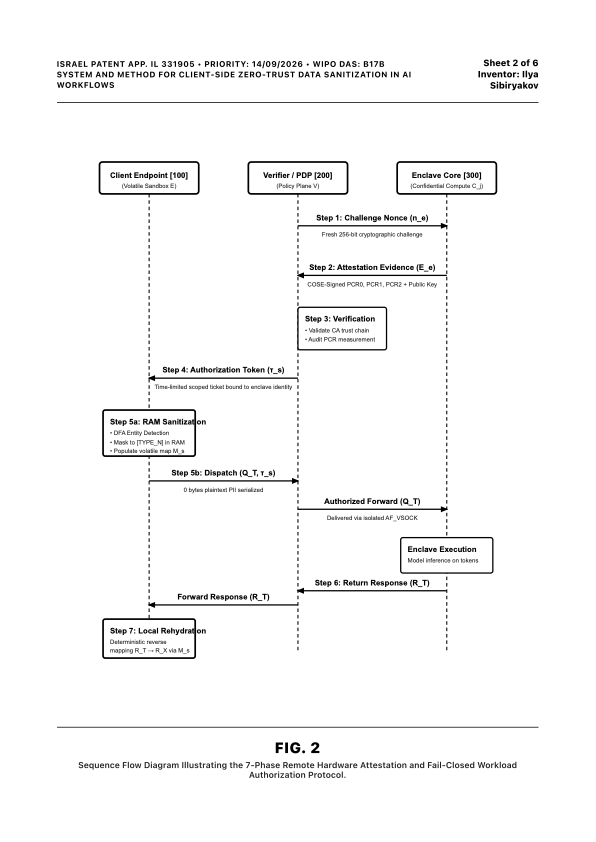 ISRAEL PATENT APP. IL 331905 • PRIORITY: 14/09/2026 • WIPO DAS: B17B
SYSTEM AND METHOD FOR CLIENT-SIDE ZERO-TRUST DATA SANITIZATION IN AI
WORKFLOWS
Sheet 2 of 6
Inventor: Ilya
Sibiryakov
Client Endpoint [100]
(Volatile Sandbox E)
Verifier / PDP [200]
(Policy Plane V)
Enclave Core [300]
(Confidential Compute C_j)
Step 1: Challenge Nonce (n_e)
Fresh 256-bit cryptographic challenge
Step 2: Attestation Evidence (E_e)
COSE-Signed PCR0, PCR1, PCR2 + Public Key
Step 3: Verification
• Validate CA trust chain
• Audit PCR measurement
Step 4: Authorization Token (τ_s)
Time-limited scoped ticket bound to enclave identity
Step 5a: RAM Sanitization
• DFA Entity Detection
• Mask to [TYPE_N] in RAM
• Populate volatile map M_s
Step 5b: Dispatch (Q_T, τ_s)
0 bytes plaintext PII serialized
Authorized Forward (Q_T)
Delivered via isolated AF_VSOCK
Enclave Execution
Model inference on tokens
Step 6: Return Response (R_T)
Forward Response (R_T)
Step 7: Local Rehydration
Deterministic reverse
mapping R_T → R_X via M_s
FIG. 2
Sequence Flow Diagram Illustrating the 7-Phase Remote Hardware Attestation and Fail-Closed Workload
Authorization Protocol.